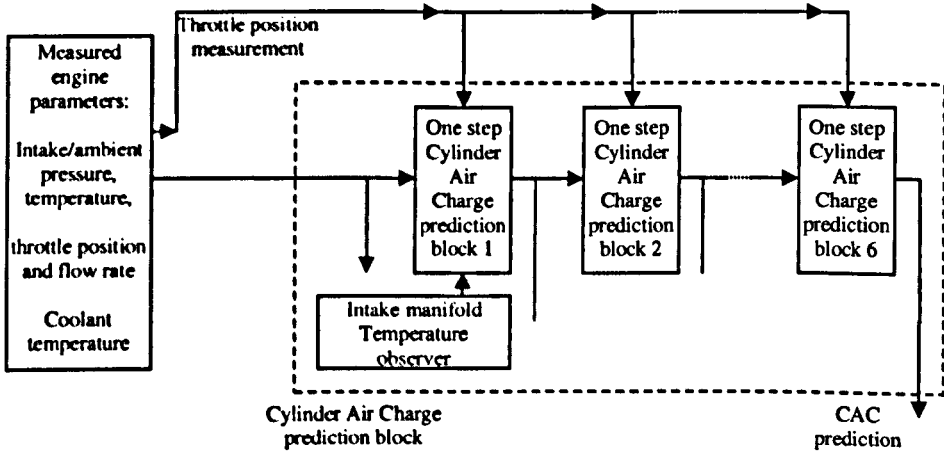 Throttle position
measurement
Measured
engine
parameters:
Intake/ambient
pressure,
temperature,
throttle position
and flow rate
Coolant
temperature
One step
Cylinder
Air
Charge
prediction
block 1
One step
Cylinder
Air
Charge
prediction
block 2
One step
Cylinder
Air
Charge
prediction
block 6
Intake manifold
Temperature
observer
Cylinder Air Charge
prediction block
CAC
prediction